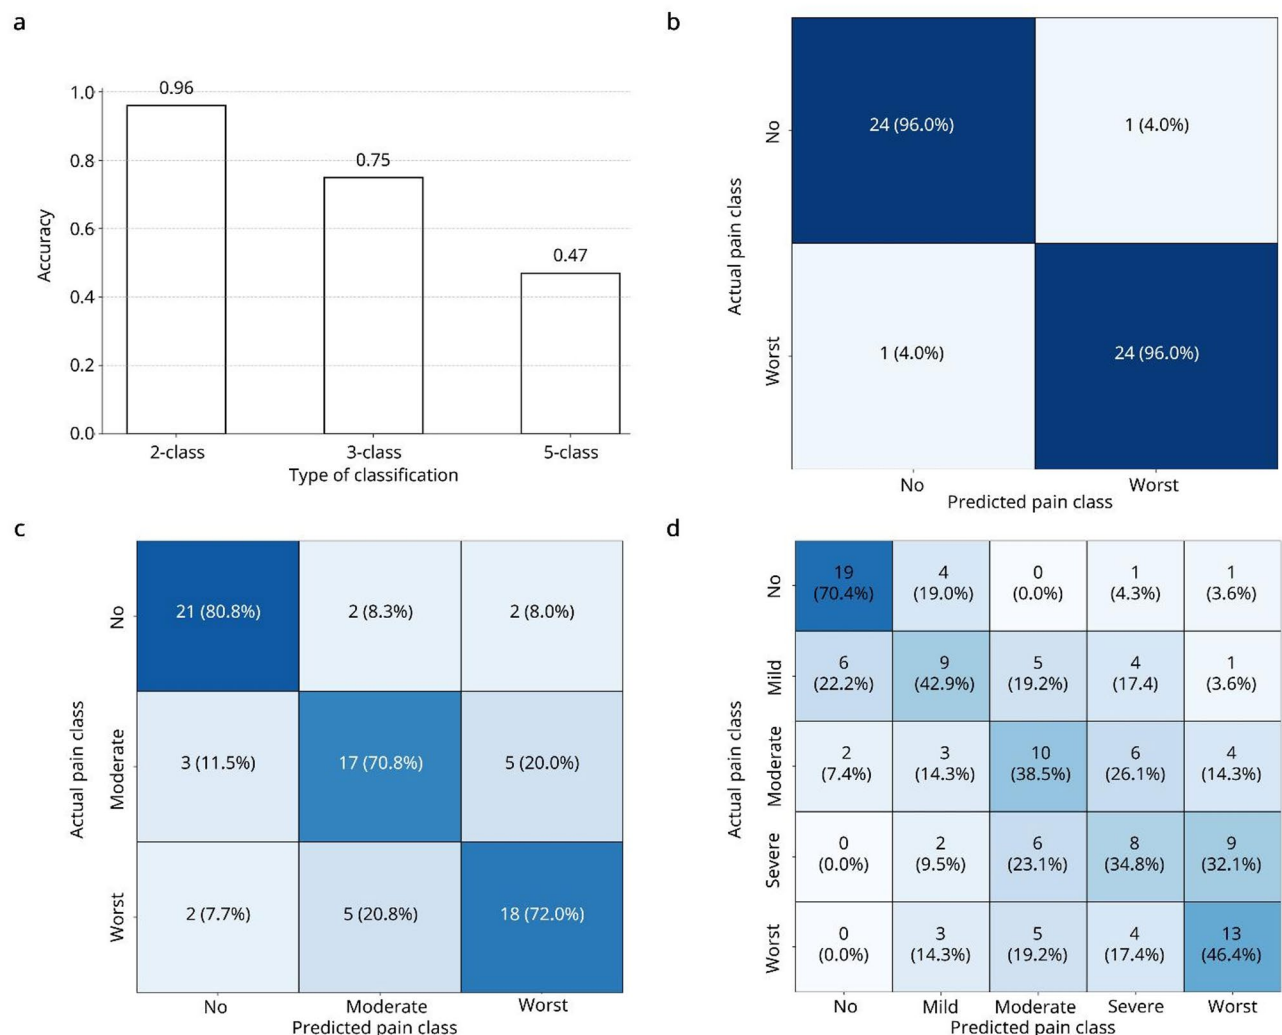 a
0.96
0.75
0.47
1.0
0.8
0.6
0.4
0.2
0.0
Accuracy
2-class 3-class 5-class
Type of classification
b
No
Worst
Actual pain class
24 (96.0%) 1 (4.0%)
1 (4.0%) 24 (96.0%)
No Worst
Predicted pain class
c
No
Moderate
Worst
Actual pain class
21 (80.8%) 2 (8.3%) 2 (8.0%)
3 (11.5%) 17 (70.8%) 5 (20.0%)
2 (7.7%) 5 (20.8%) 18 (72.0%)
No Moderate Worst
Predicted pain class
d
No
Mild
Moderate
Severe
Worst
Actual pain class
19 4 0 1 1
(70.4%) (19.0%) (0.0%) (4.3%) (3.6%)
6 9 5 4 1
(22.2%) (42.9%) (19.2%) (17.4) (3.6%)
2 3 10 6 4
(7.4%) (14.3%) (38.5%) (26.1%) (14.3%)
0 2 6 8 9
(0.0%) (9.5%) (23.1%) (34.8%) (32.1%)
0 3 5 4 13
(0.0%) (14.3%) (19.2%) (17.4%) (46.4%)
No Mild Moderate Severe Worst
Predicted pain class